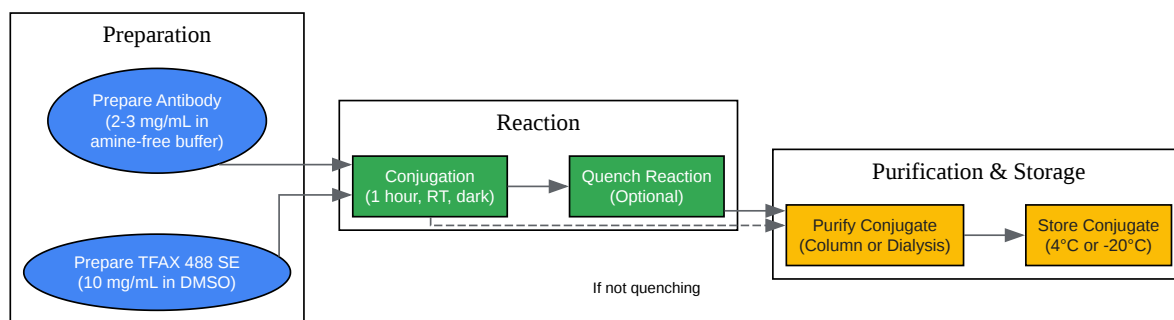 Preparation
Prepare Antibody
(2-3 mg/mL in
amine-free buffer)
Prepare TFAX 488 SE
(10 mg/mL in DMSO)
Reaction
Conjugation
(1 hour, RT, dark)
Quench Reaction
(Optional)
If not quenching
Purification & Storage
Purify Conjugate
(Column or Dialysis)
Store Conjugate
(4°C or -20°C)